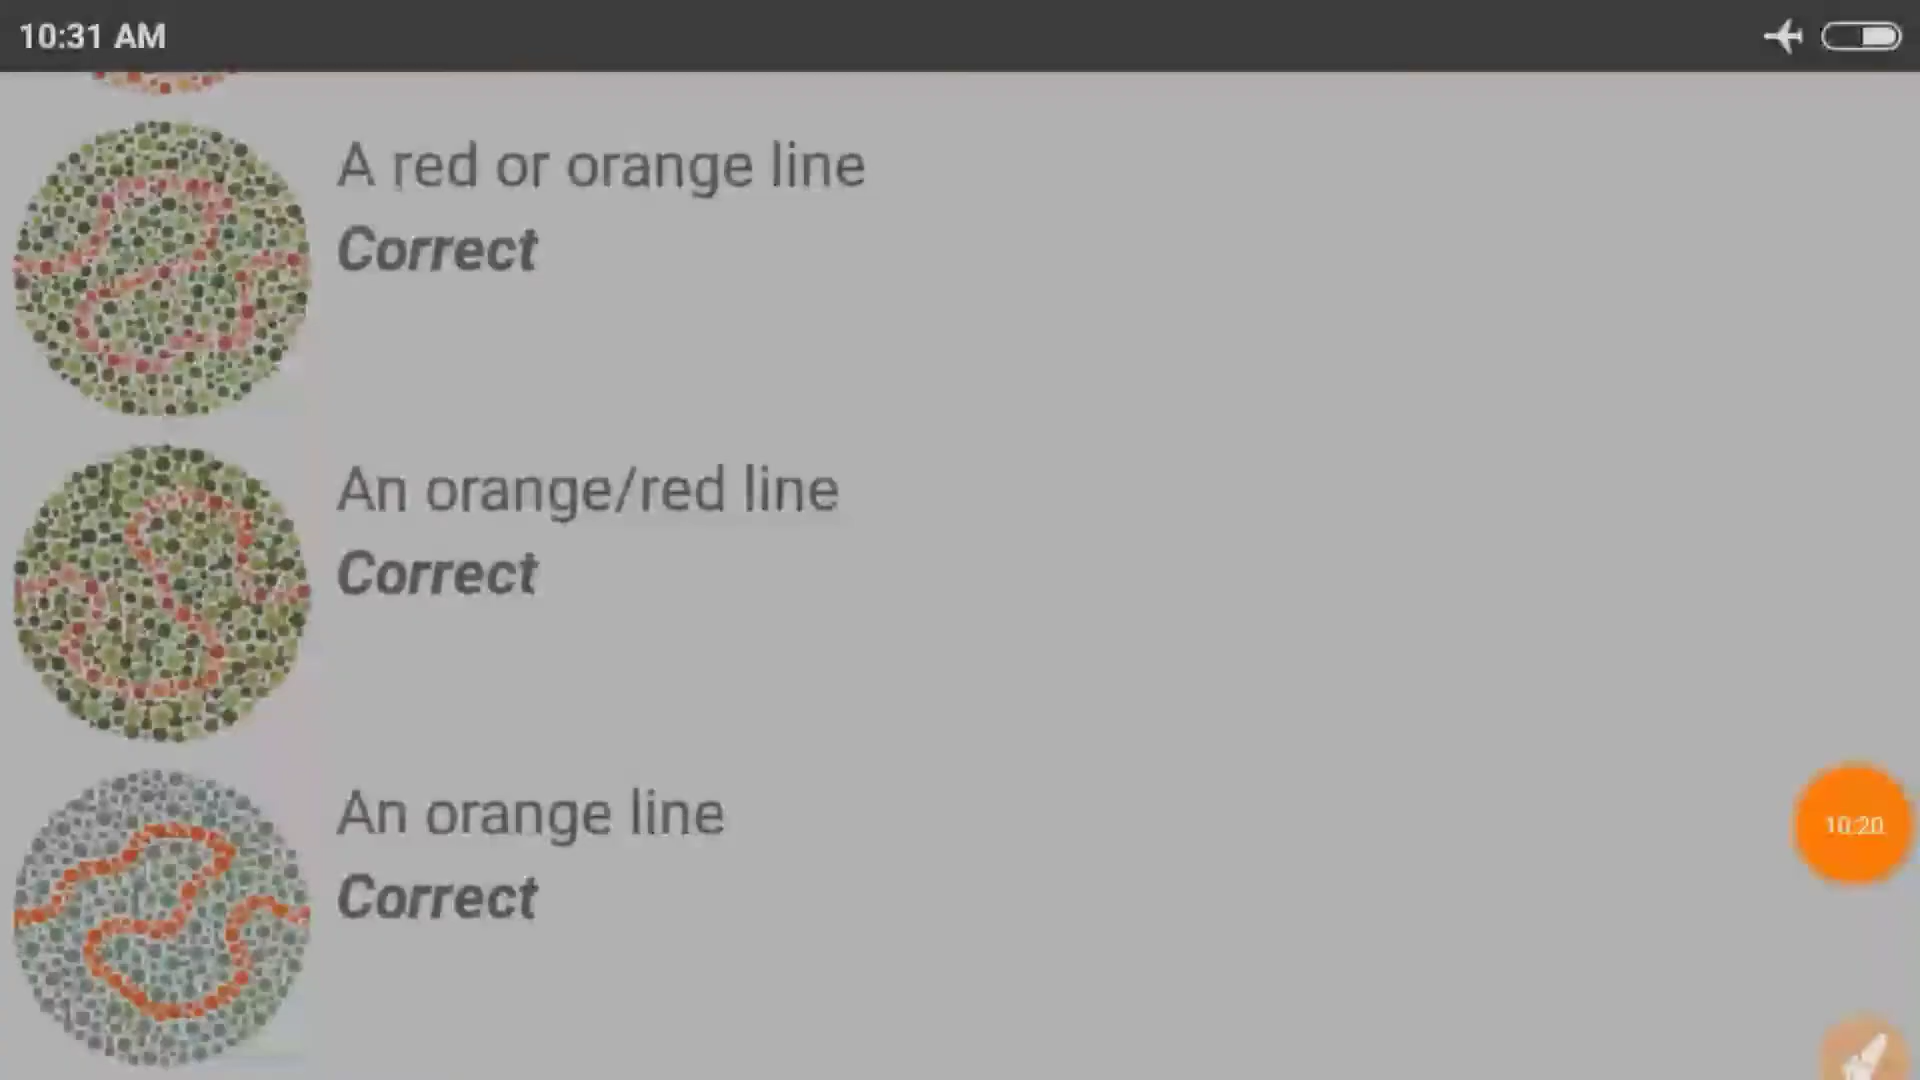 10:31 AM
A red or orange line
Correct
An orange/red line
Correct
An orange line
Correct
10:20